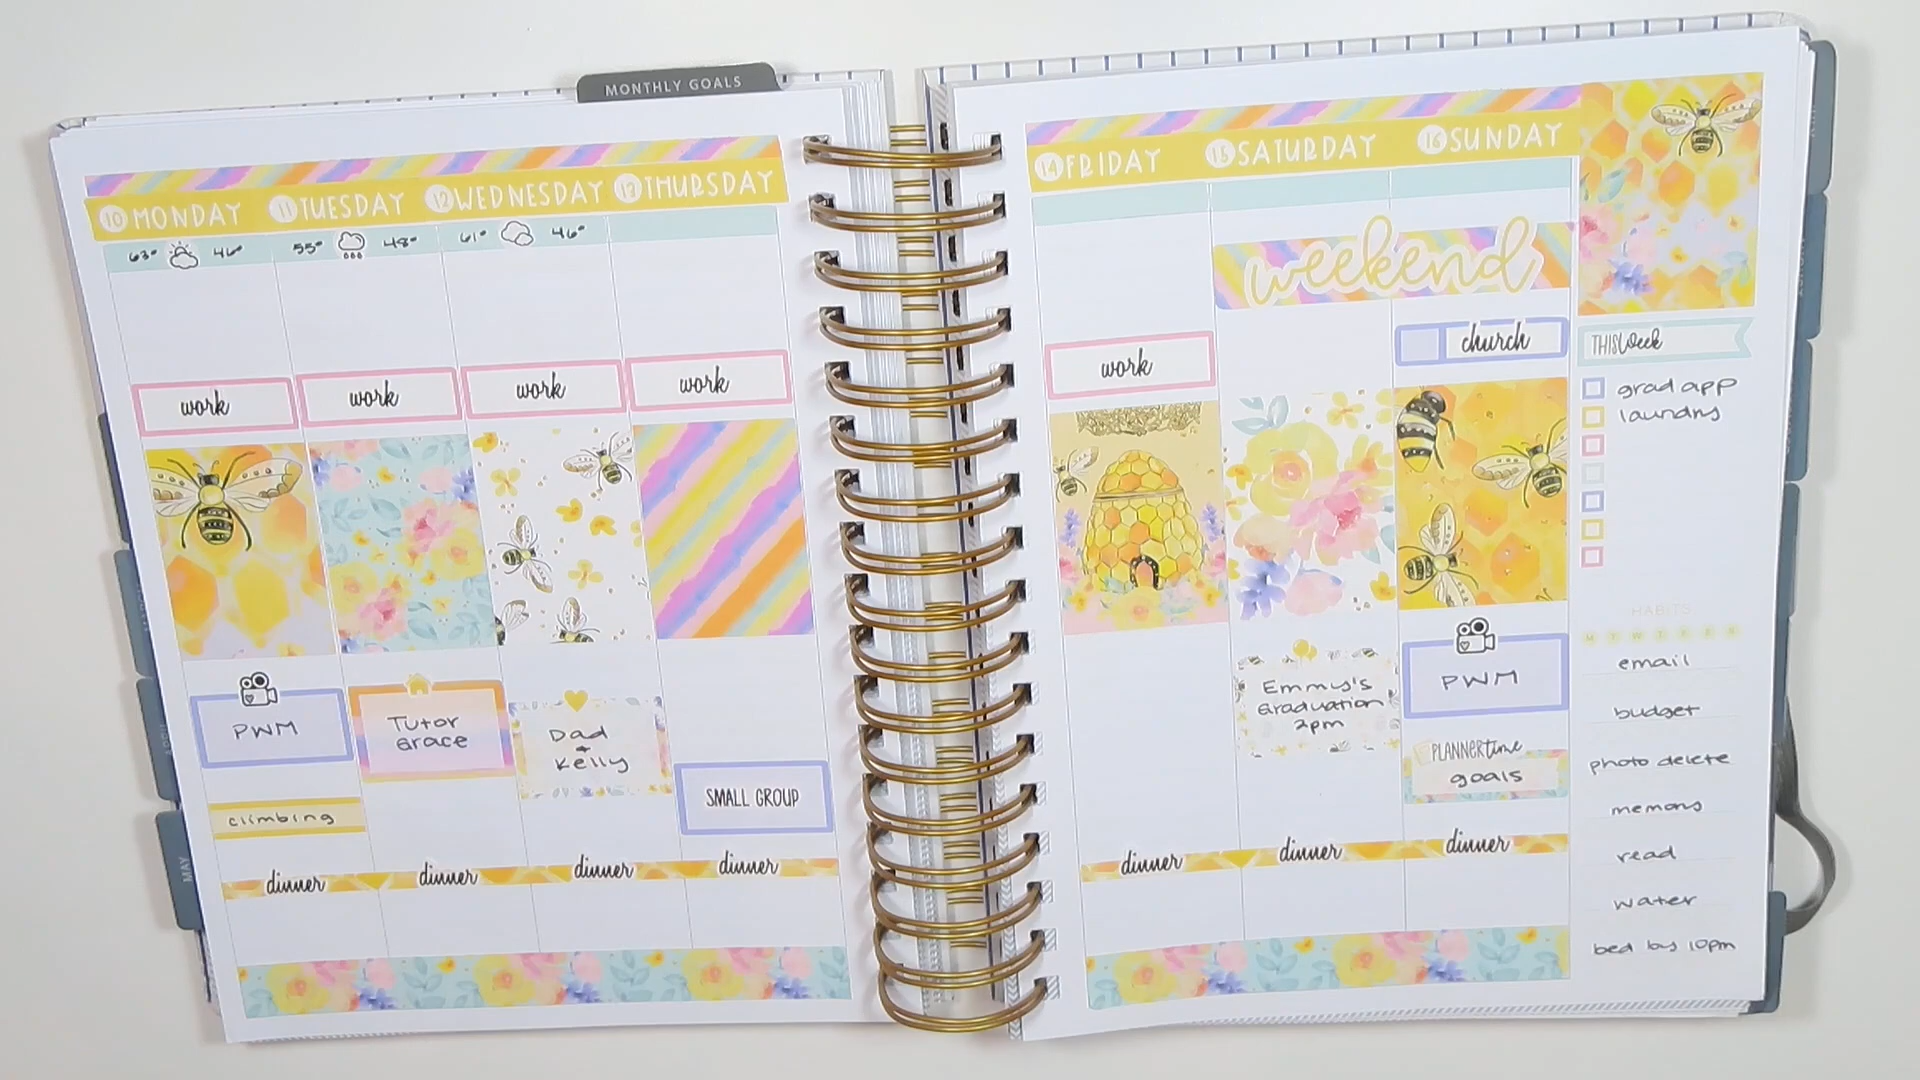 MONTHLY GOALS
10 MONDAY
11 TUESDAY
12 WEDNESDAY
13 THURSDAY
63° 46°
55° 48°
61° 46°
work
work
work
work
PWM
Tutor
Grace
Dad
+
Kelly
SMALL GROUP
climbing
dinner
dinner
dinner
dinner
MAY
14 FRIDAY
15 SATURDAY
16 SUNDAY
weekend
work
church
Emmy's
Graduation
2pm
PWM
PLANNERtime
goals
dinner
dinner
dinner
THIS Week
grad app
laundry
HABITS
email
budget
photo delete
memory
read
water
bed by 10pm